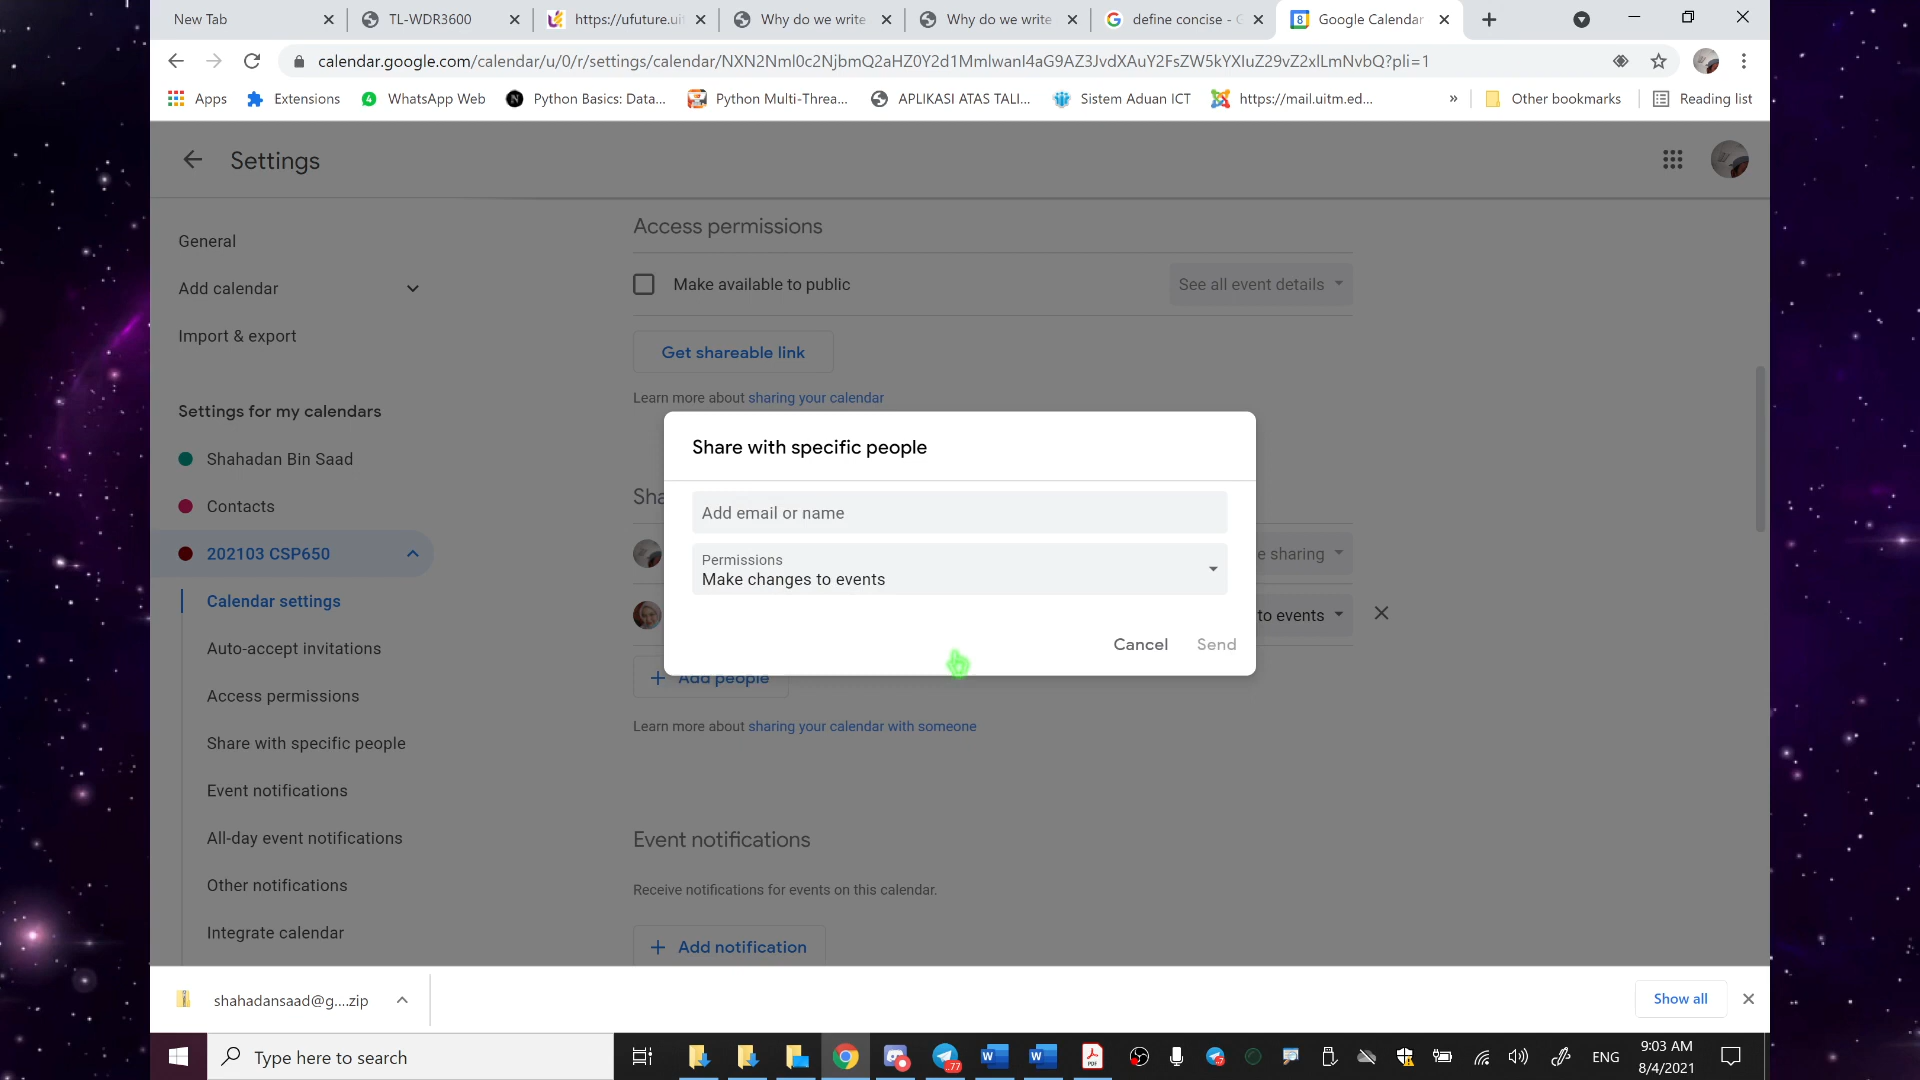 New Tab
TL-WDR3600
https://ufuture.ui
Why do we write
Why do we write
define concise - G
Google Calendar
calendar.google.com/calendar/u/0/r/settings/calendar/NXN2Nml0c2NjbmQ2aHZ0Y2d1Mmlwanl4aG9AZ3JvdXAuY2FsZW5kYXIuZ29vZ2xlLmNvbQ?pli=1
Apps
Extensions
WhatsApp Web
Python Basics: Data...
Python Multi-Threa...
APLIKASI ATAS TALI...
Sistem Aduan ICT
https://mail.uitm.ed...
»
Other bookmarks
Reading list
Settings
General
Add calendar
Import & export
Settings for my calendars
Shahadan Bin Saad
Contacts
202103 CSP650
Calendar settings
Auto-accept invitations
Access permissions
Share with specific people
Event notifications
All-day event notifications
Other notifications
Integrate calendar
Access permissions
Make available to public
See all event details
Get shareable link
Learn more about sharing your calendar
Sha
Share with specific people
Add email or name
Permissions
Make changes to events
Cancel
Send
e sharing
to events
+ Add people
Learn more about sharing your calendar with someone
Event notifications
Receive notifications for events on this calendar.
+ Add notification
shahadansaad@g....zip
Show all
Type here to search
ENG
9:03 AM
8/4/2021